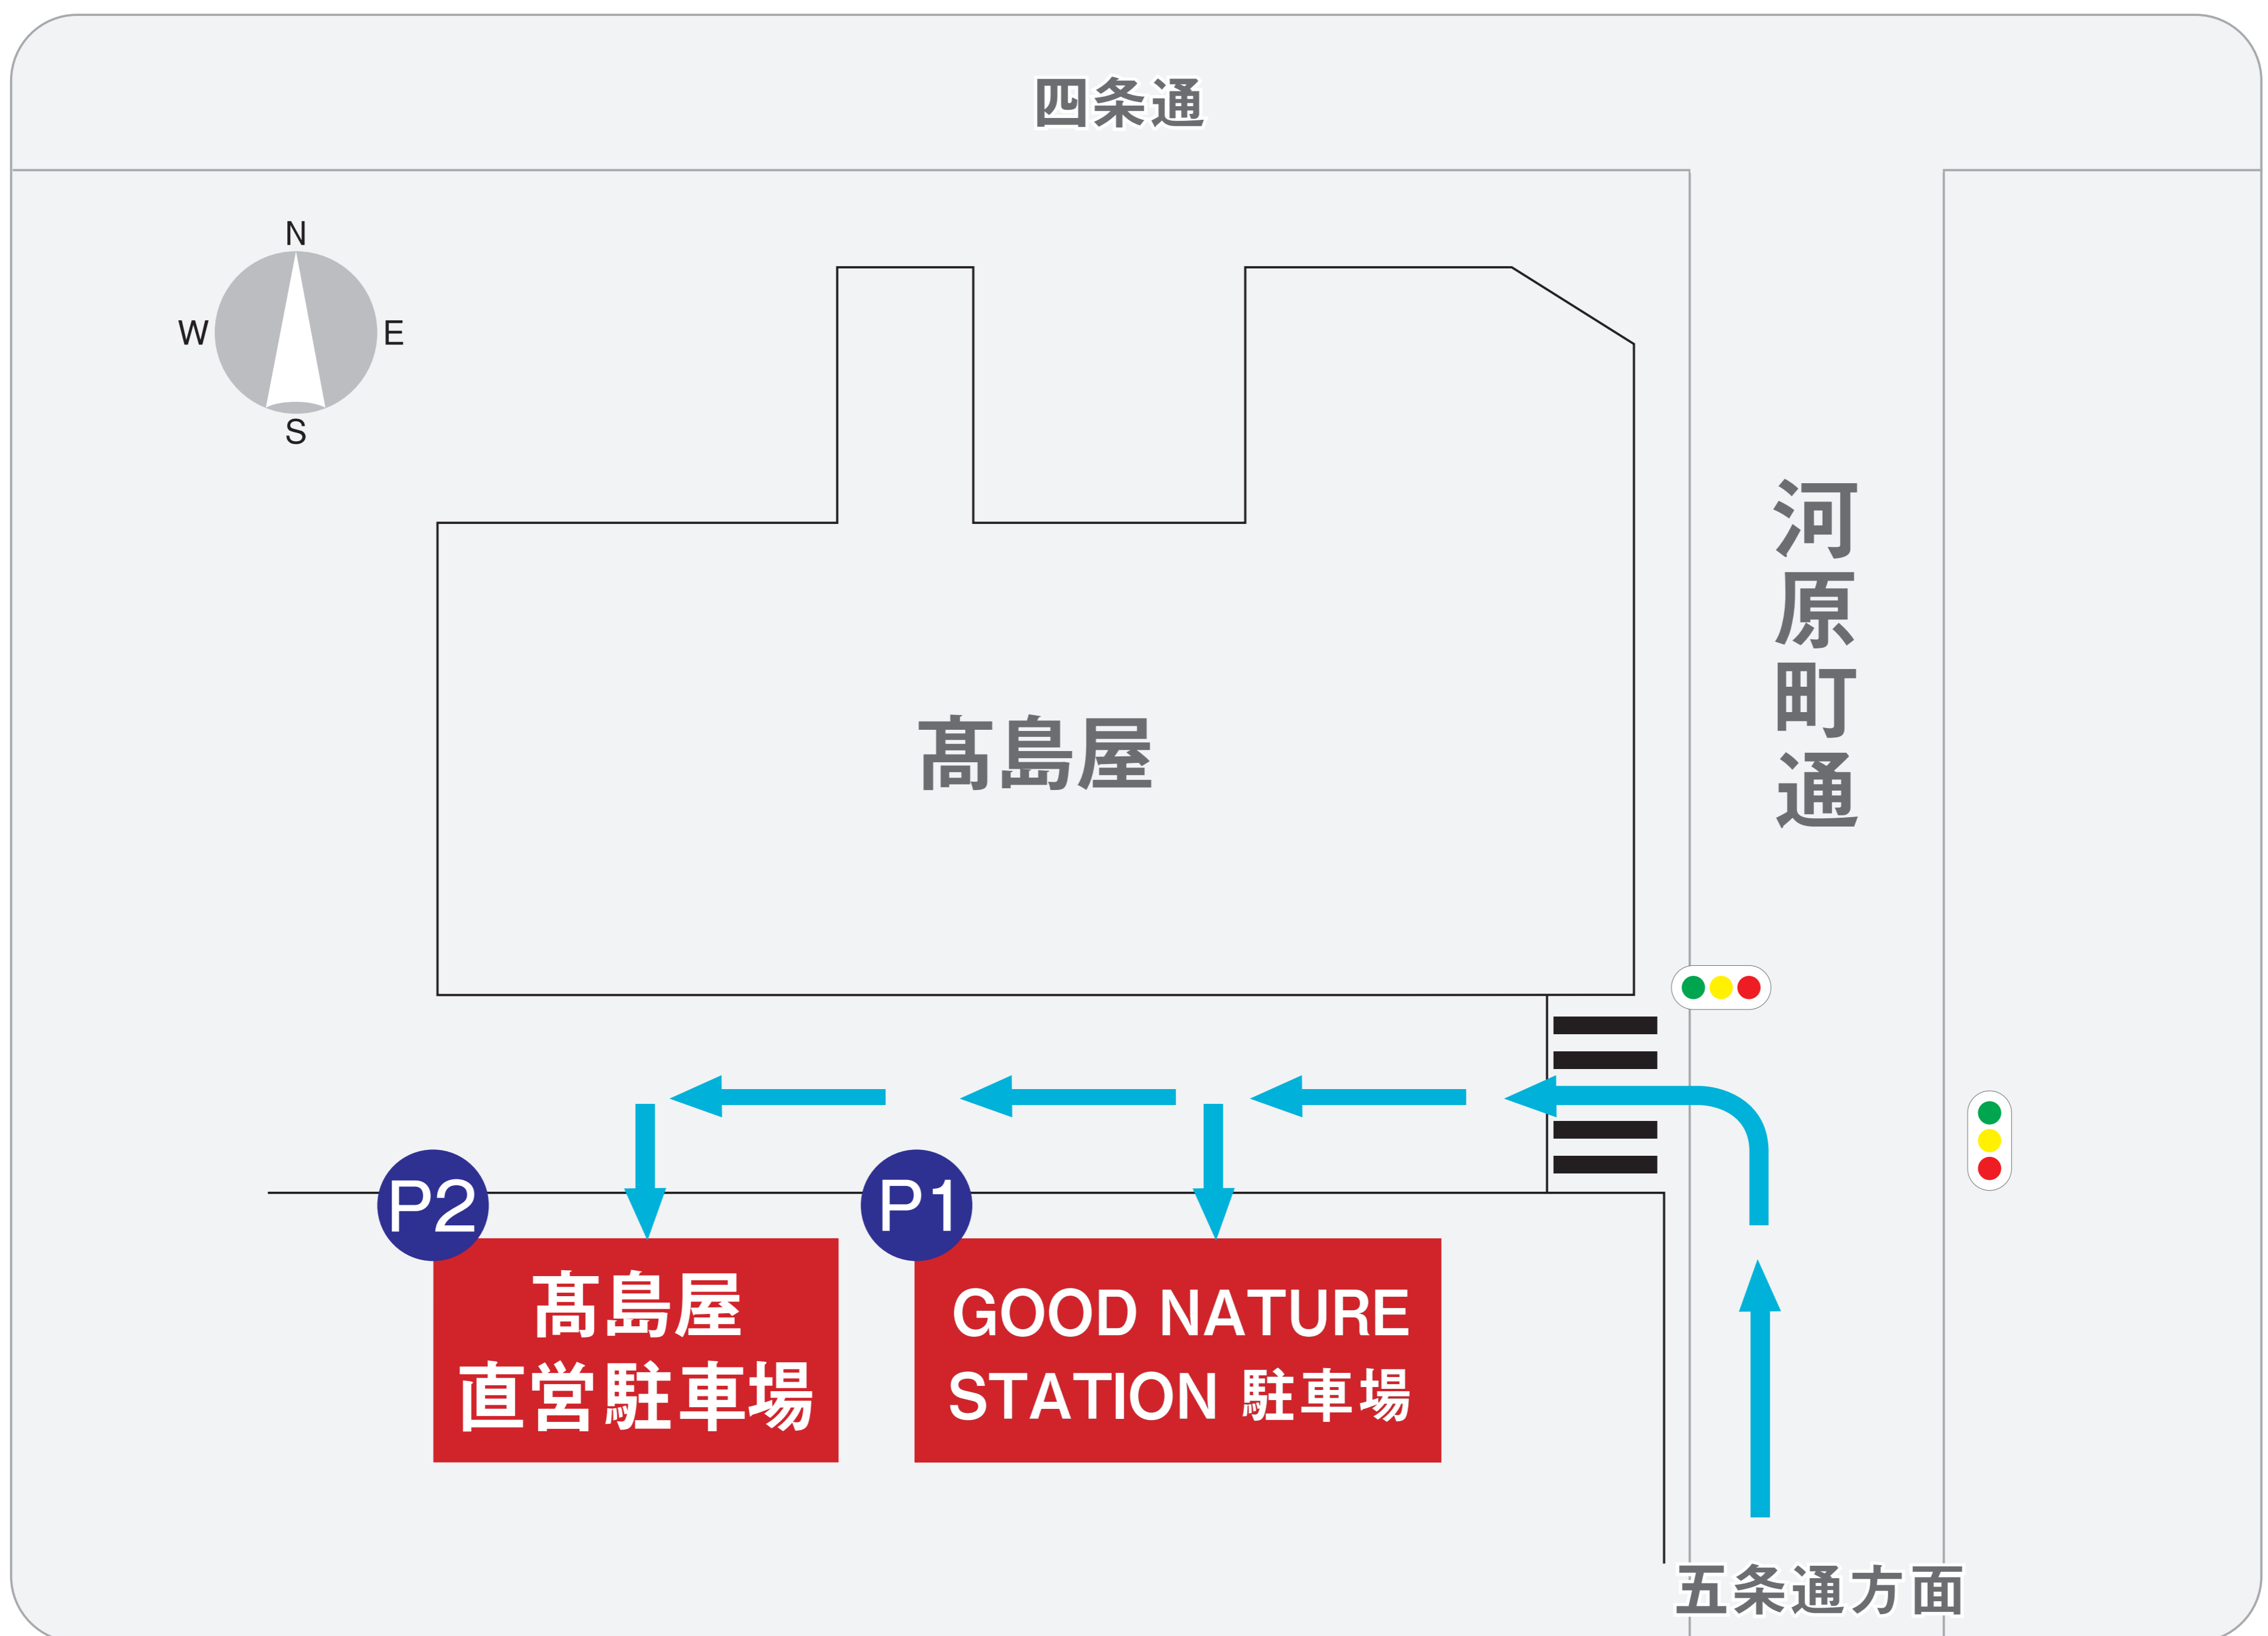 四条通
N
W
E
S
河原町通
髙島屋
P2
P1
髙島屋
直営駐車場
GOOD NATURE
STATION 駐車場
五条通方面